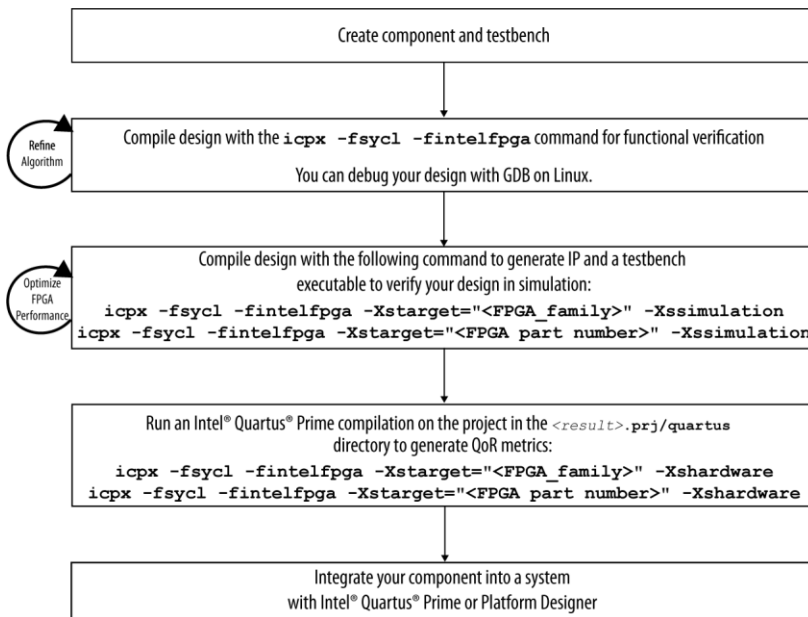 Create component and testbench
Refine
Algorithm
Compile design with the icpx -fsycl -fintelfpga command for functional verification
You can debug your design with GDB on Linux.
Optimize
FPGA
Performance
Compile design with the following command to generate IP and a testbench
executable to verify your design in simulation:
icpx -fsycl -fintelfpga -Xstarget="<FPGA_family>" -Xssimulation
icpx -fsycl -fintelfpga -Xstarget="<FPGA part number>" -Xssimulation
Run an Intel® Quartus® Prime compilation on the project in the <result>.prj/quartus
directory to generate QoR metrics:
icpx -fsycl -fintelfpga -Xstarget="<FPGA_family>" -Xshardware
icpx -fsycl -fintelfpga -Xstarget="<FPGA part number>" -Xshardware
Integrate your component into a system
with Intel® Quartus® Prime or Platform Designer